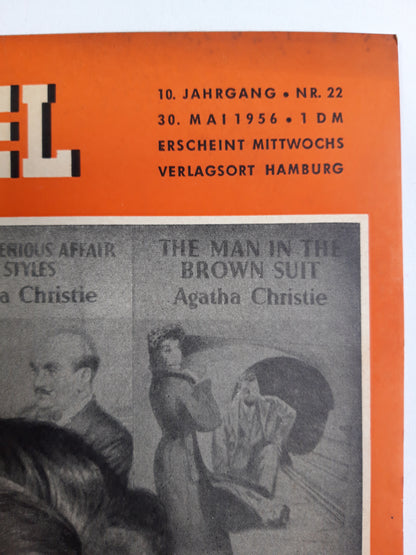 EL
10. JAHRGANG • NR. 22
30. MAI 1956 • 1 DM
ERSCHEINT MITTWOCHS
VERLAGSORT HAMBURG
ERIOUS AFFAIR
STYLES
a Christie
THE MAN IN THE
BROWN SUIT
Agatha Christie